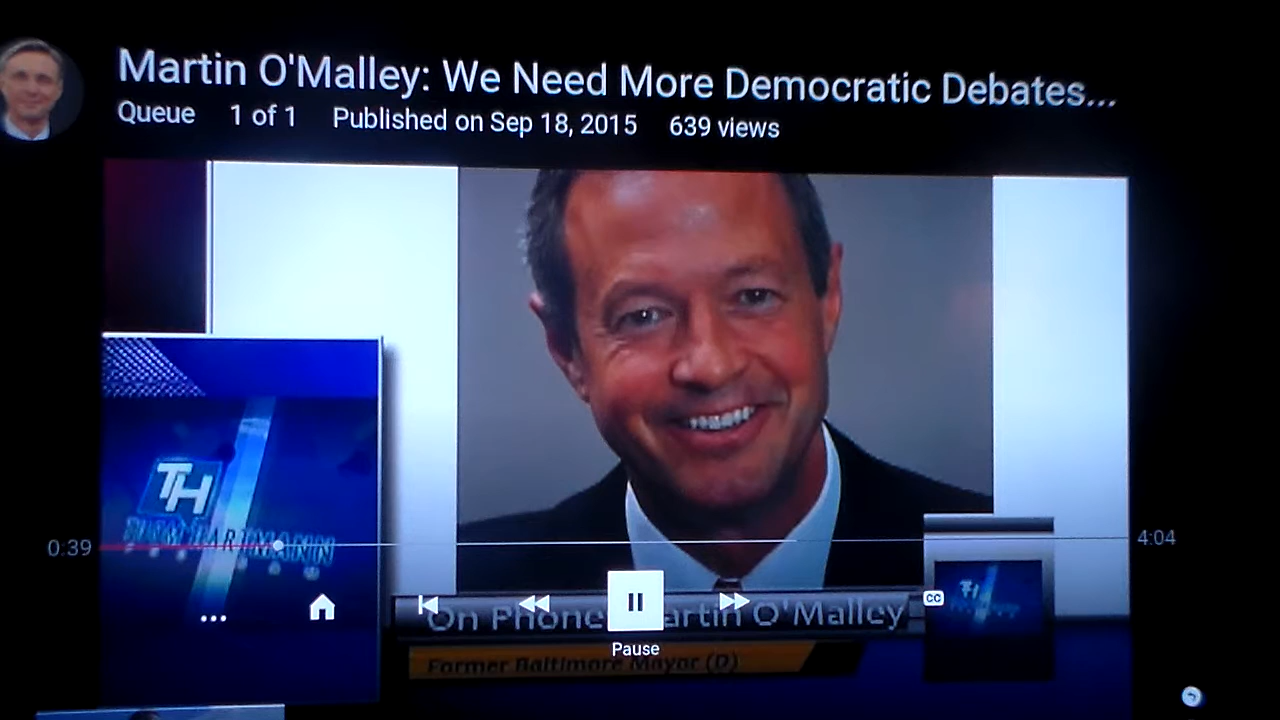 Martin O'Malley: We Need More Democratic Debates...
Queue 1 of 1 Published on Sep 18, 2015 639 views
TH
0:39
4:04
CC
On Phone Martin O'Malley
Pause
Former Baltimore Mayor (D)